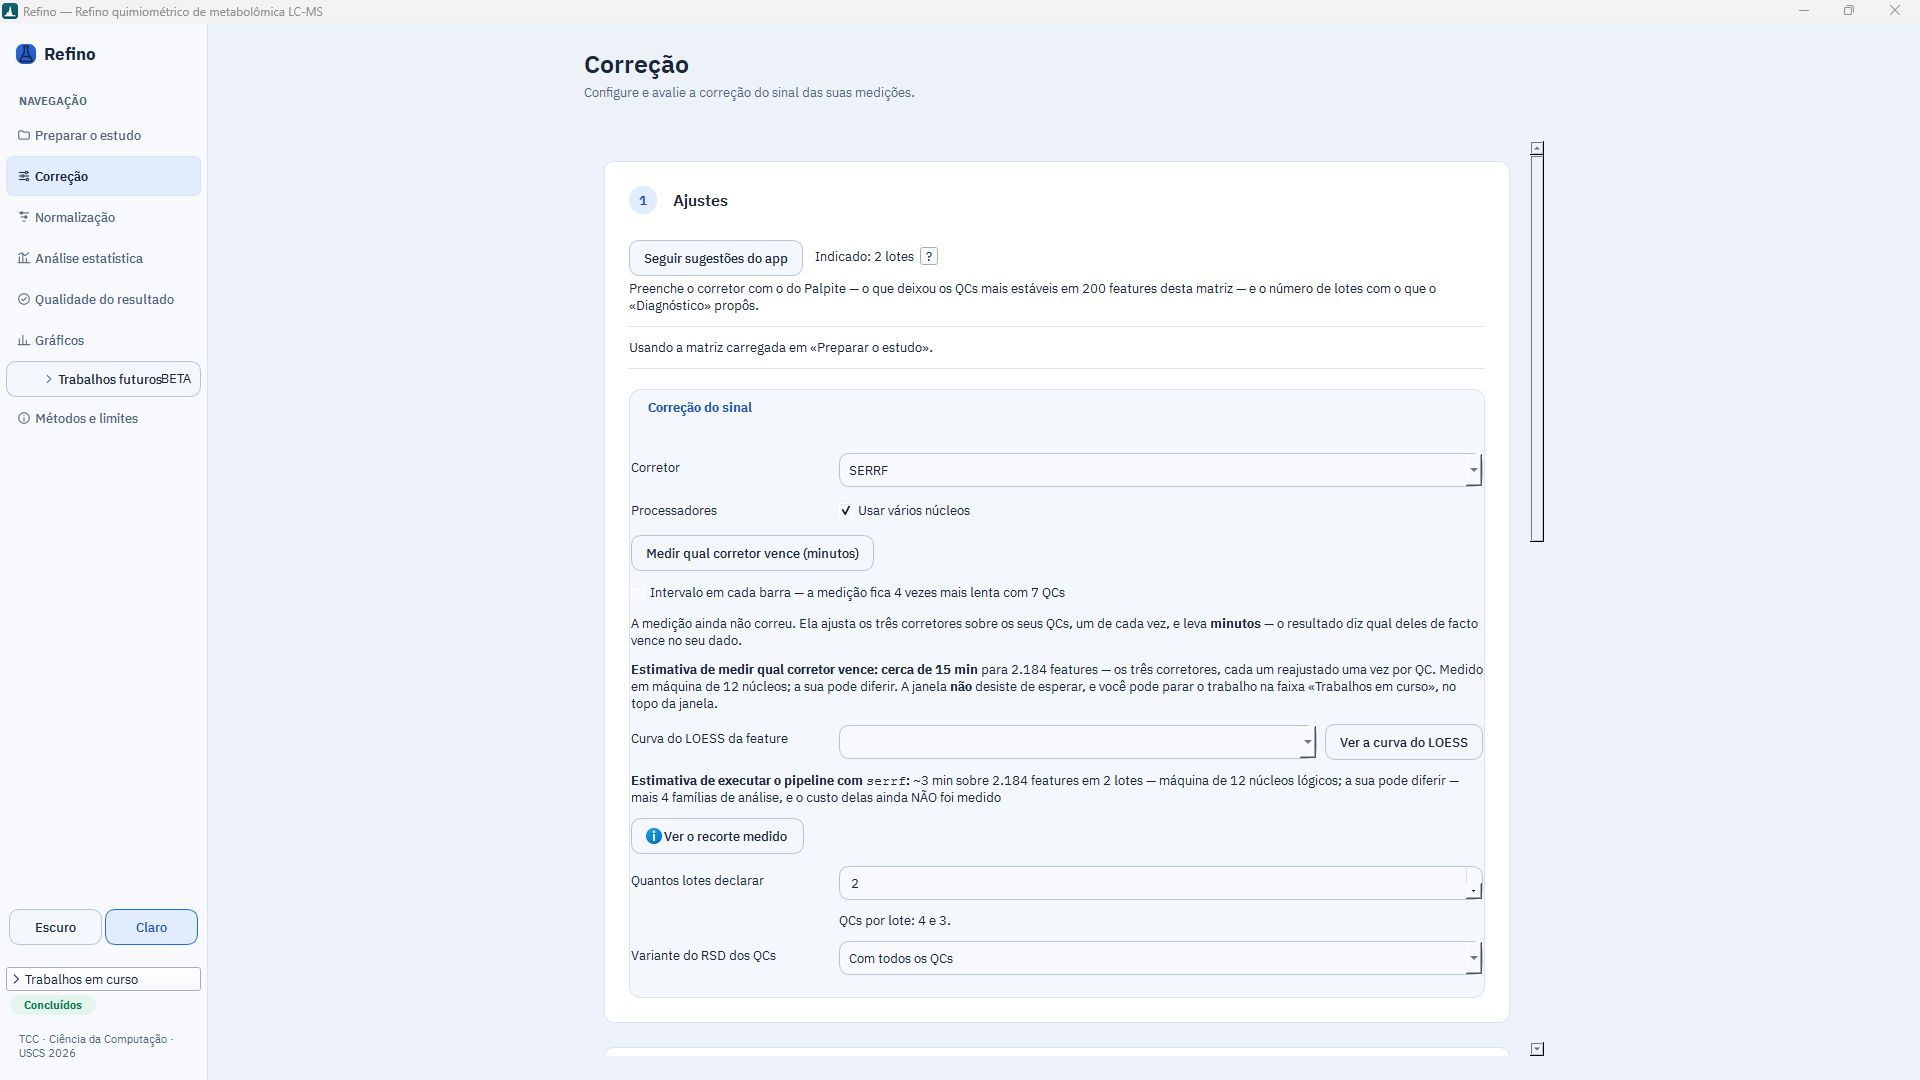 Refino — Refino quimiométrico de metabolômica LC-MS
Refino
NAVEGAÇÃO
Preparar o estudo
Correção
Normalização
Análise estatística
Qualidade do resultado
Gráficos
Trabalhos futurosBETA
Métodos e limites
Escuro
Claro
Trabalhos em curso
Concluídos
TCC · Ciência da Computação ·
USCS 2026
Correção
Configure e avalie a correção do sinal das suas medições.
1 Ajustes
Seguir sugestões do app Indicado: 2 lotes ?
Preenche o corretor com o do Palpite — o que deixou os QCs mais estáveis em 200 features desta matriz — e o número de lotes com o que o
«Diagnóstico» propôs.
Usando a matriz carregada em «Preparar o estudo».
Correção do sinal
Corretor SERRF
Processadores Usar vários núcleos
Medir qual corretor vence (minutos)
Intervalo em cada barra — a medição fica 4 vezes mais lenta com 7 QCs
A medição ainda não correu. Ela ajusta os três corretores sobre os seus QCs, um de cada vez, e leva minutos — o resultado diz qual deles de facto
vence no seu dado.
Estimativa de medir qual corretor vence: cerca de 15 min para 2.184 features — os três corretores, cada um reajustado uma vez por QC. Medido
em máquina de 12 núcleos; a sua pode diferir. A janela não desiste de esperar, e você pode parar o trabalho na faixa «Trabalhos em curso», no
topo da janela.
Curva do LOESS da feature Ver a curva do LOESS
Estimativa de executar o pipeline com serrf: ~3 min sobre 2.184 features em 2 lotes — máquina de 12 núcleos lógicos; a sua pode diferir —
mais 4 famílias de análise, e o custo delas ainda NÃO foi medido
Ver o recorte medido
Quantos lotes declarar 2
QCs por lote: 4 e 3.
Variante do RSD dos QCs Com todos os QCs